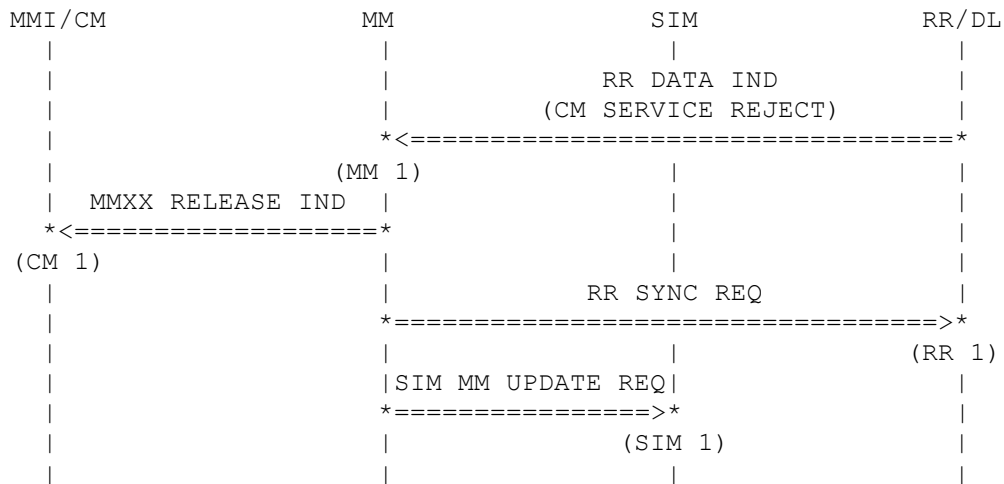 MMI/CM MM SIM RR/DL
RR DATA IND
(CM SERVICE REJECT)
*<==================================*
(MM 1)
MMXX RELEASE IND
*<===================*
(CM 1)
RR SYNC REQ
*==================================>*
(RR 1)
|SIM MM UPDATE REQ|
*================>*
(SIM 1)